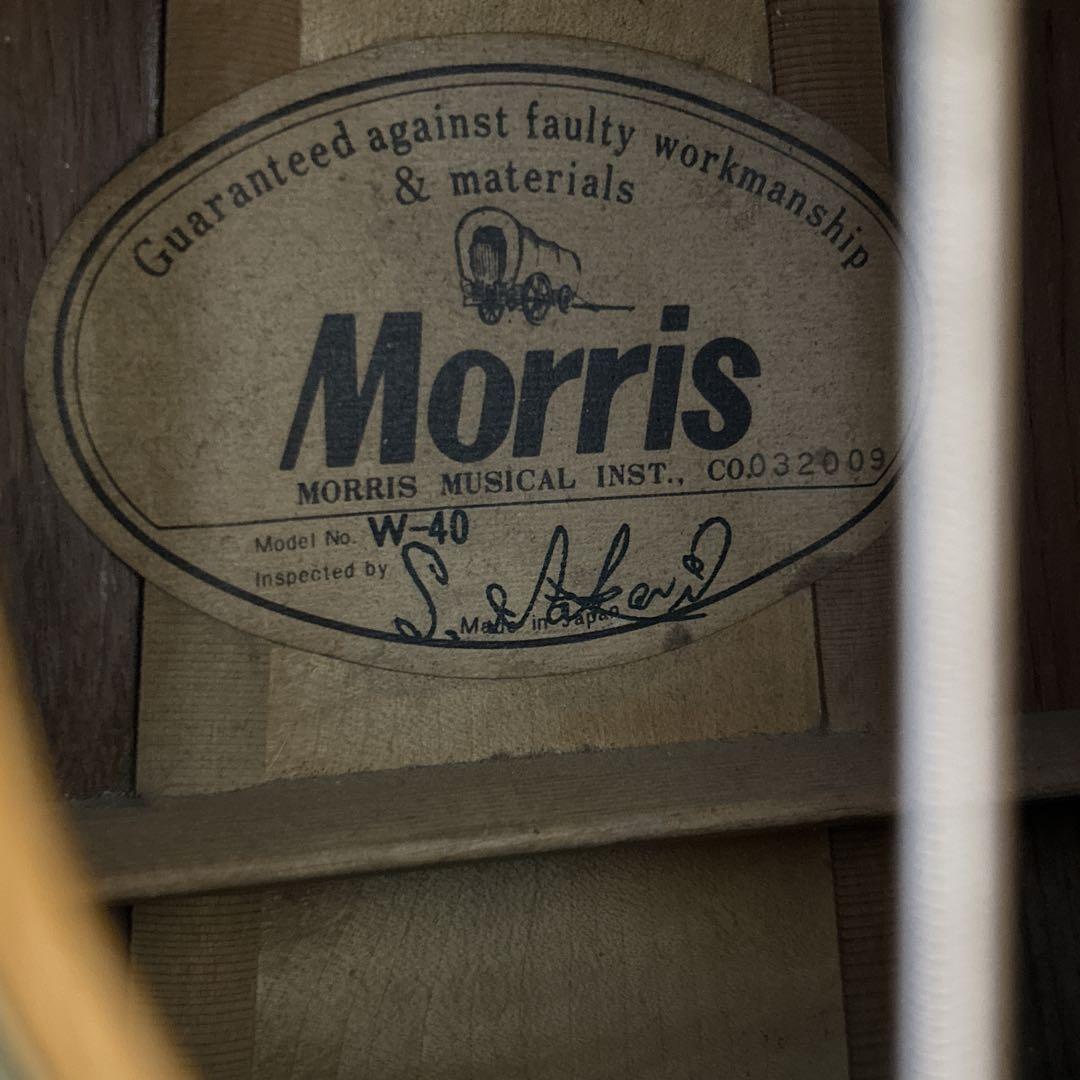 Guaranteed against faulty workmanship
& materials
Morris
MORRIS MUSICAL INST., CO.032009
Model No. W-40
Inspected by
Made in Japan